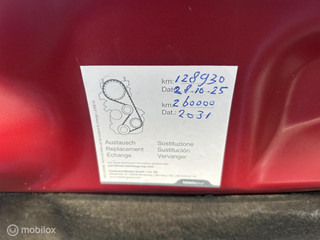 km: 128930
Dat: 28-10-25
km: 260000
Dat.: 2031
Austausch
Replacement
Echange
Sostituzione
Sustitución
Vervanger
mobilox